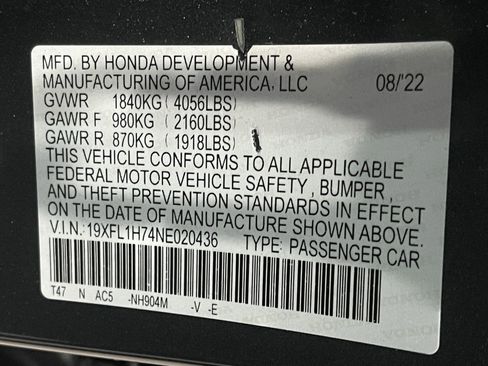 MFD. BY HONDA DEVELOPMENT &
MANUFACTURING OF AMERICA, LLC 08/'22
GVWR 1840KG (4056LBS)
GAWR F 980KG (2160LBS)
GAWR R 870KG (1918LBS)
THIS VEHICLE CONFORMS TO ALL APPLICABLE
FEDERAL MOTOR VEHICLE SAFETY , BUMPER ,
AND THEFT PREVENTION STANDARDS IN EFFECT
ON THE DATE OF MANUFACTURE SHOWN ABOVE.
V.I.N.: 19XFL1H74NE020436 TYPE: PASSENGER CAR
T47 N AC5 -NH904M -V -E